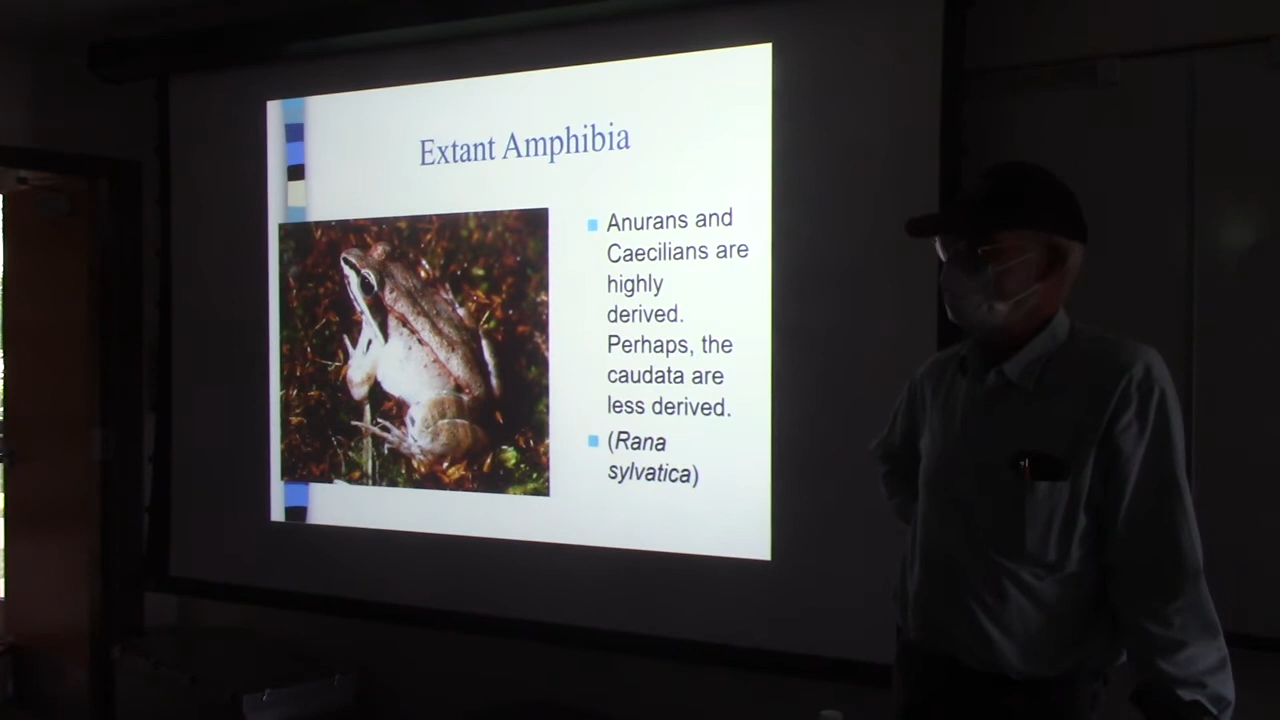 Extant Amphibia
Anurans and
Caecilians are
highly
derived.
Perhaps, the
caudata are
less derived.
(Rana
sylvatica)